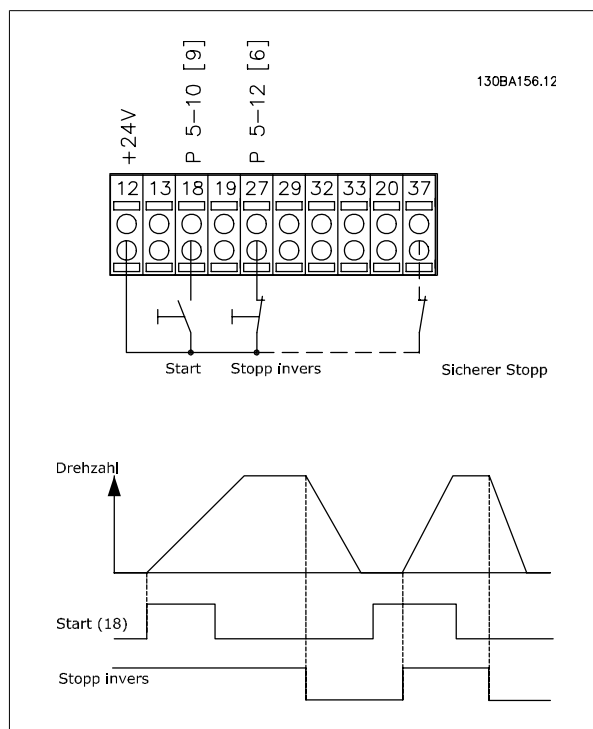 130BA156.12
+24V
P 5-10 [9]
P 5-12 [6]
12 13 18 19 27 29 32 33 20 37
Start Stopp invers Sicherer Stopp
Drehzahl
Start (18)
Stopp invers